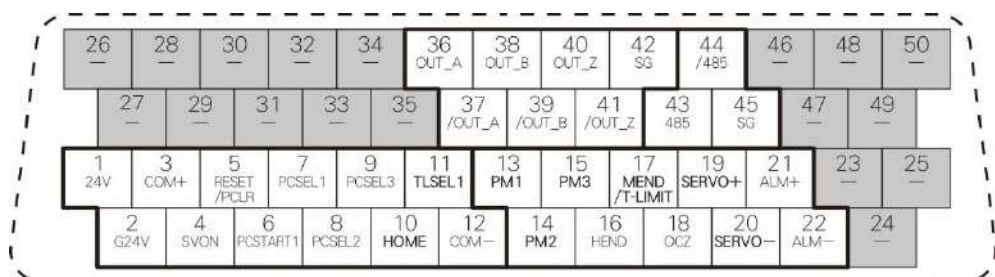 26 28 30 32 34 36 38 40 42 44 46 48 50
— — — — — OUT_A OUT_B OUT_Z SG /485 — — —
27 29 31 33 35 37 39 41 43 45 47 49
— — — — — /OUT_A /OUT_B /OUT_Z 485 SG — —
1 3 5 7 9 11 13 15 17 19 21 23 25
24V COM+ RESET PCSEL1 PCSEL3 TLSEL1 PM1 PM3 MEND SERVO+ ALM+ — —
/PCLR /T-LIMIT
2 4 6 8 10 12 14 16 18 20 22 24
G24V SVON PCSTART1 PCSEL2 HOME COM− PM2 HEND OCZ SERVO− ALM− —